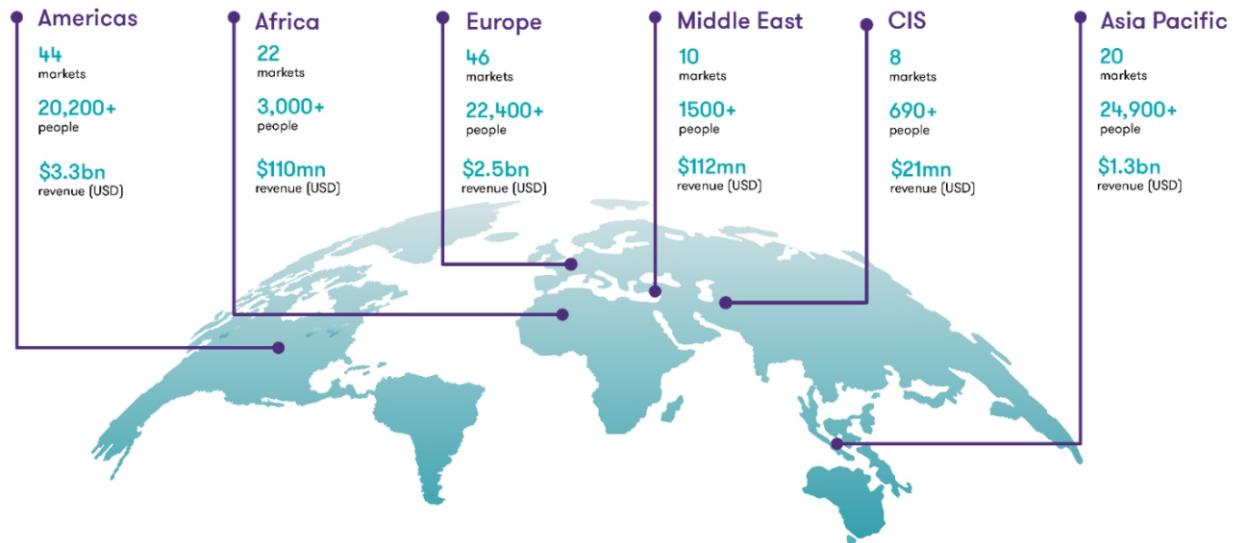 Americas
44
markets
20,200+
people
$3.3bn
revenue (USD)
Africa
22
markets
3,000+
people
$110mn
revenue (USD)
Europe
46
markets
22,400+
people
$2.5bn
revenue (USD)
Middle East
10
markets
1500+
people
$112mn
revenue (USD)
CIS
8
markets
690+
people
$21mn
revenue (USD)
Asia Pacific
20
markets
24,900+
people
$1.3bn
revenue (USD)